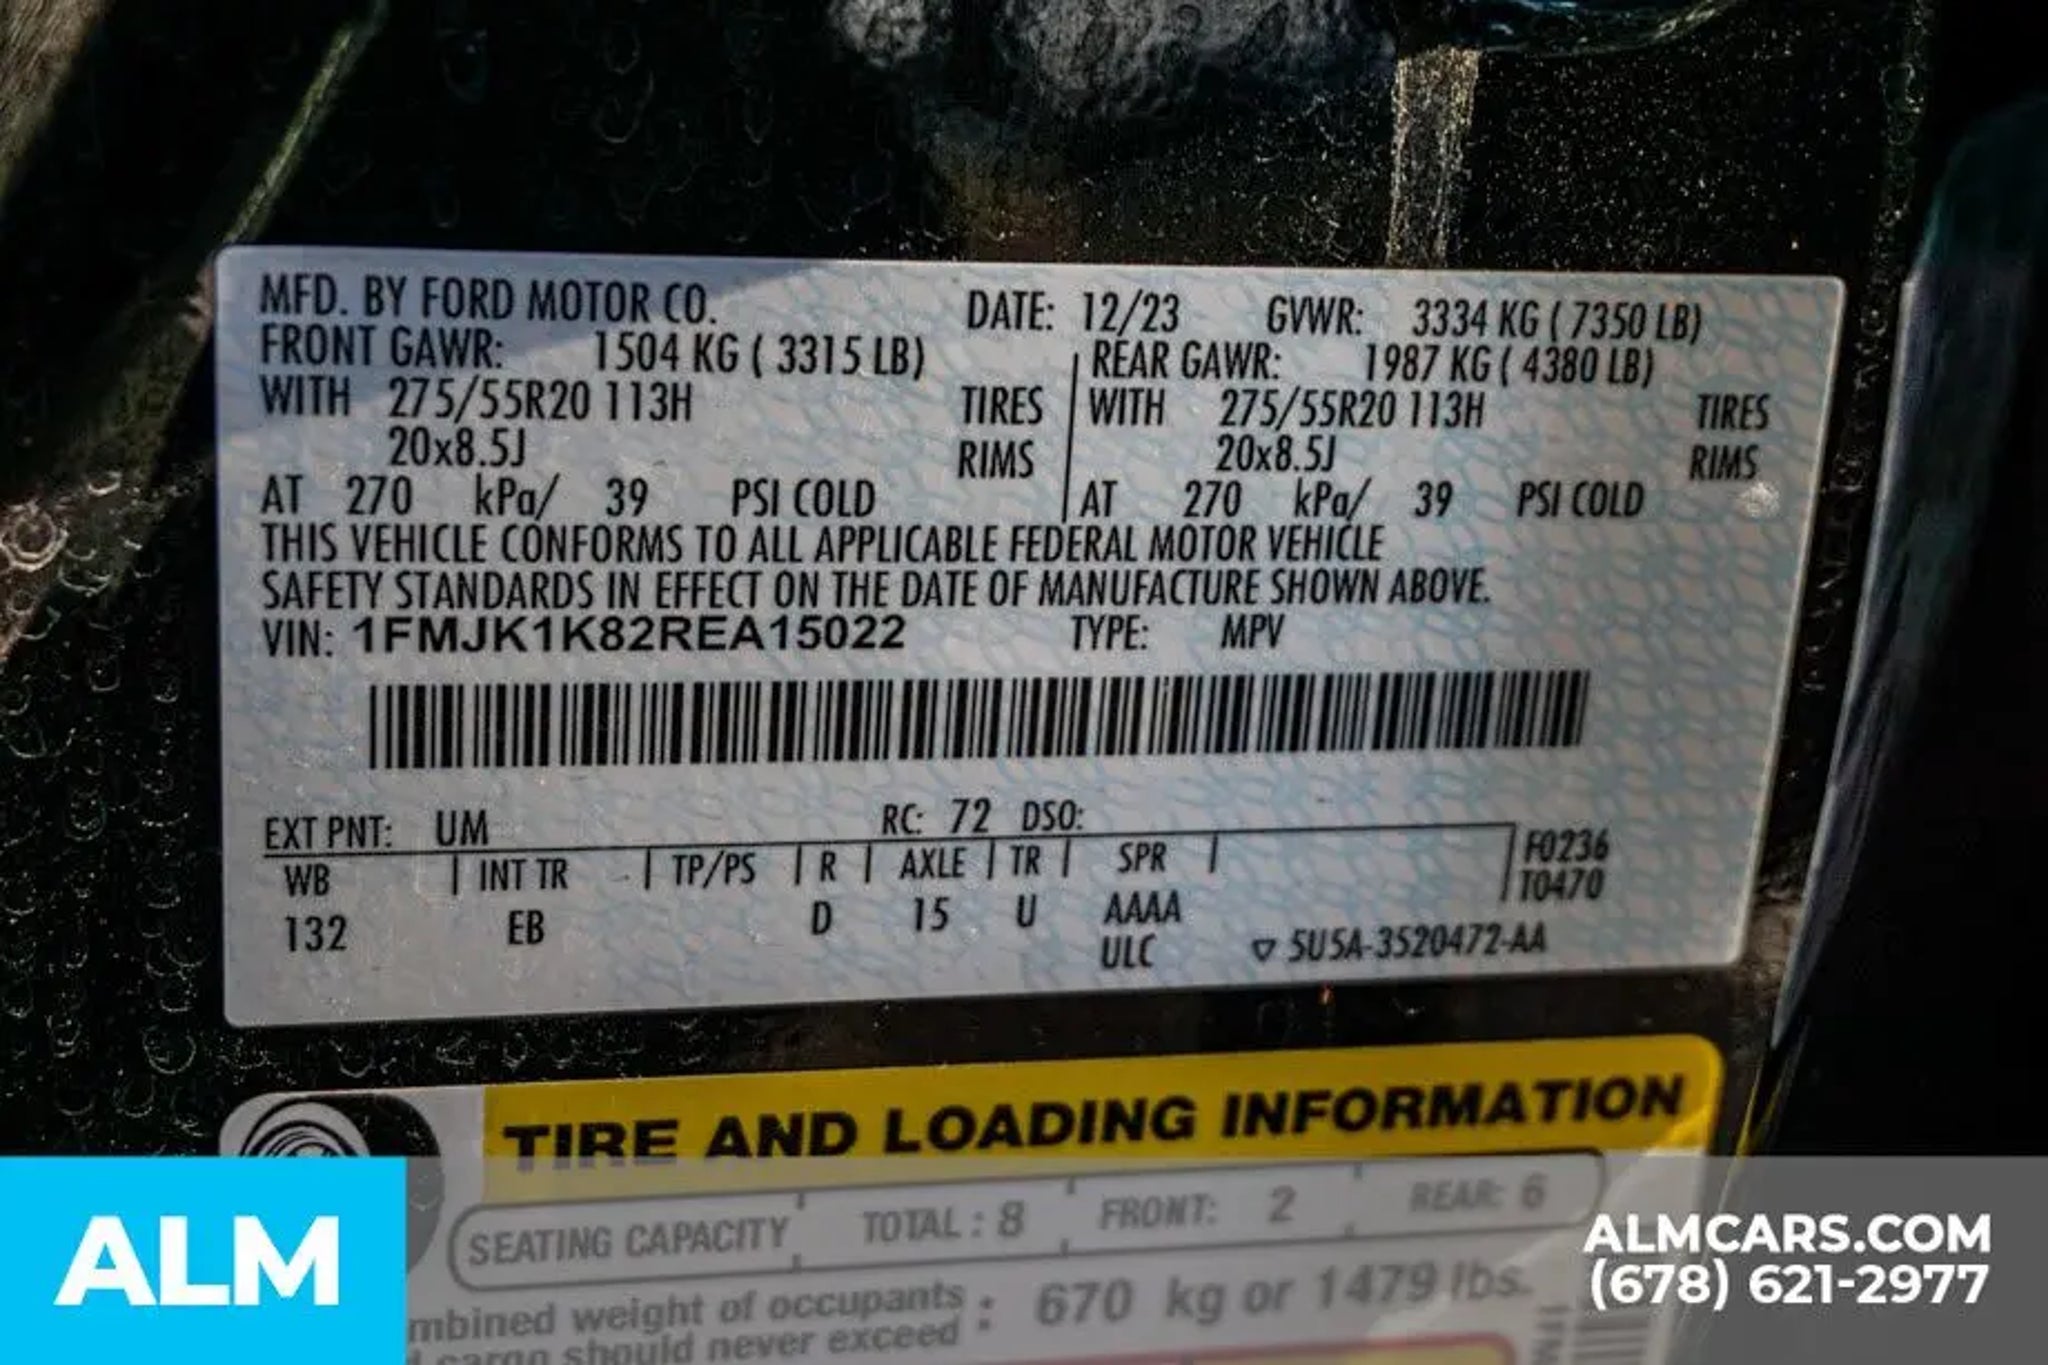 MFD. BY FORD MOTOR CO. DATE: 12/23 GVWR: 3334 KG ( 7350 LB)
FRONT GAWR: 1504 KG ( 3315 LB) REAR GAWR: 1987 KG ( 4380 LB)
WITH 275/55R20 113H TIRES WITH 275/55R20 113H TIRES
20x8.5J RIMS 20x8.5J RIMS
AT 270 kPa/ 39 PSI COLD AT 270 kPa/ 39 PSI COLD
THIS VEHICLE CONFORMS TO ALL APPLICABLE FEDERAL MOTOR VEHICLE
SAFETY STANDARDS IN EFFECT ON THE DATE OF MANUFACTURE SHOWN ABOVE.
VIN: 1FMJK1K82REA15022 TYPE: MPV
EXT PNT: UM RC: 72 DSO:
WB INT TR TP/PS R AXLE TR SPR F0236
T0470
132 EB D 15 U AAAA
ULC ▽ 5U5A-3520472-AA
TIRE AND LOADING INFORMATION
SEATING CAPACITY TOTAL : 8 FRONT: 2 REAR: 6
mbined weight of occupants : 670 kg or 1479 lbs.
cargo should never exceed
ALM
ALMCARS.COM
(678) 621-2977